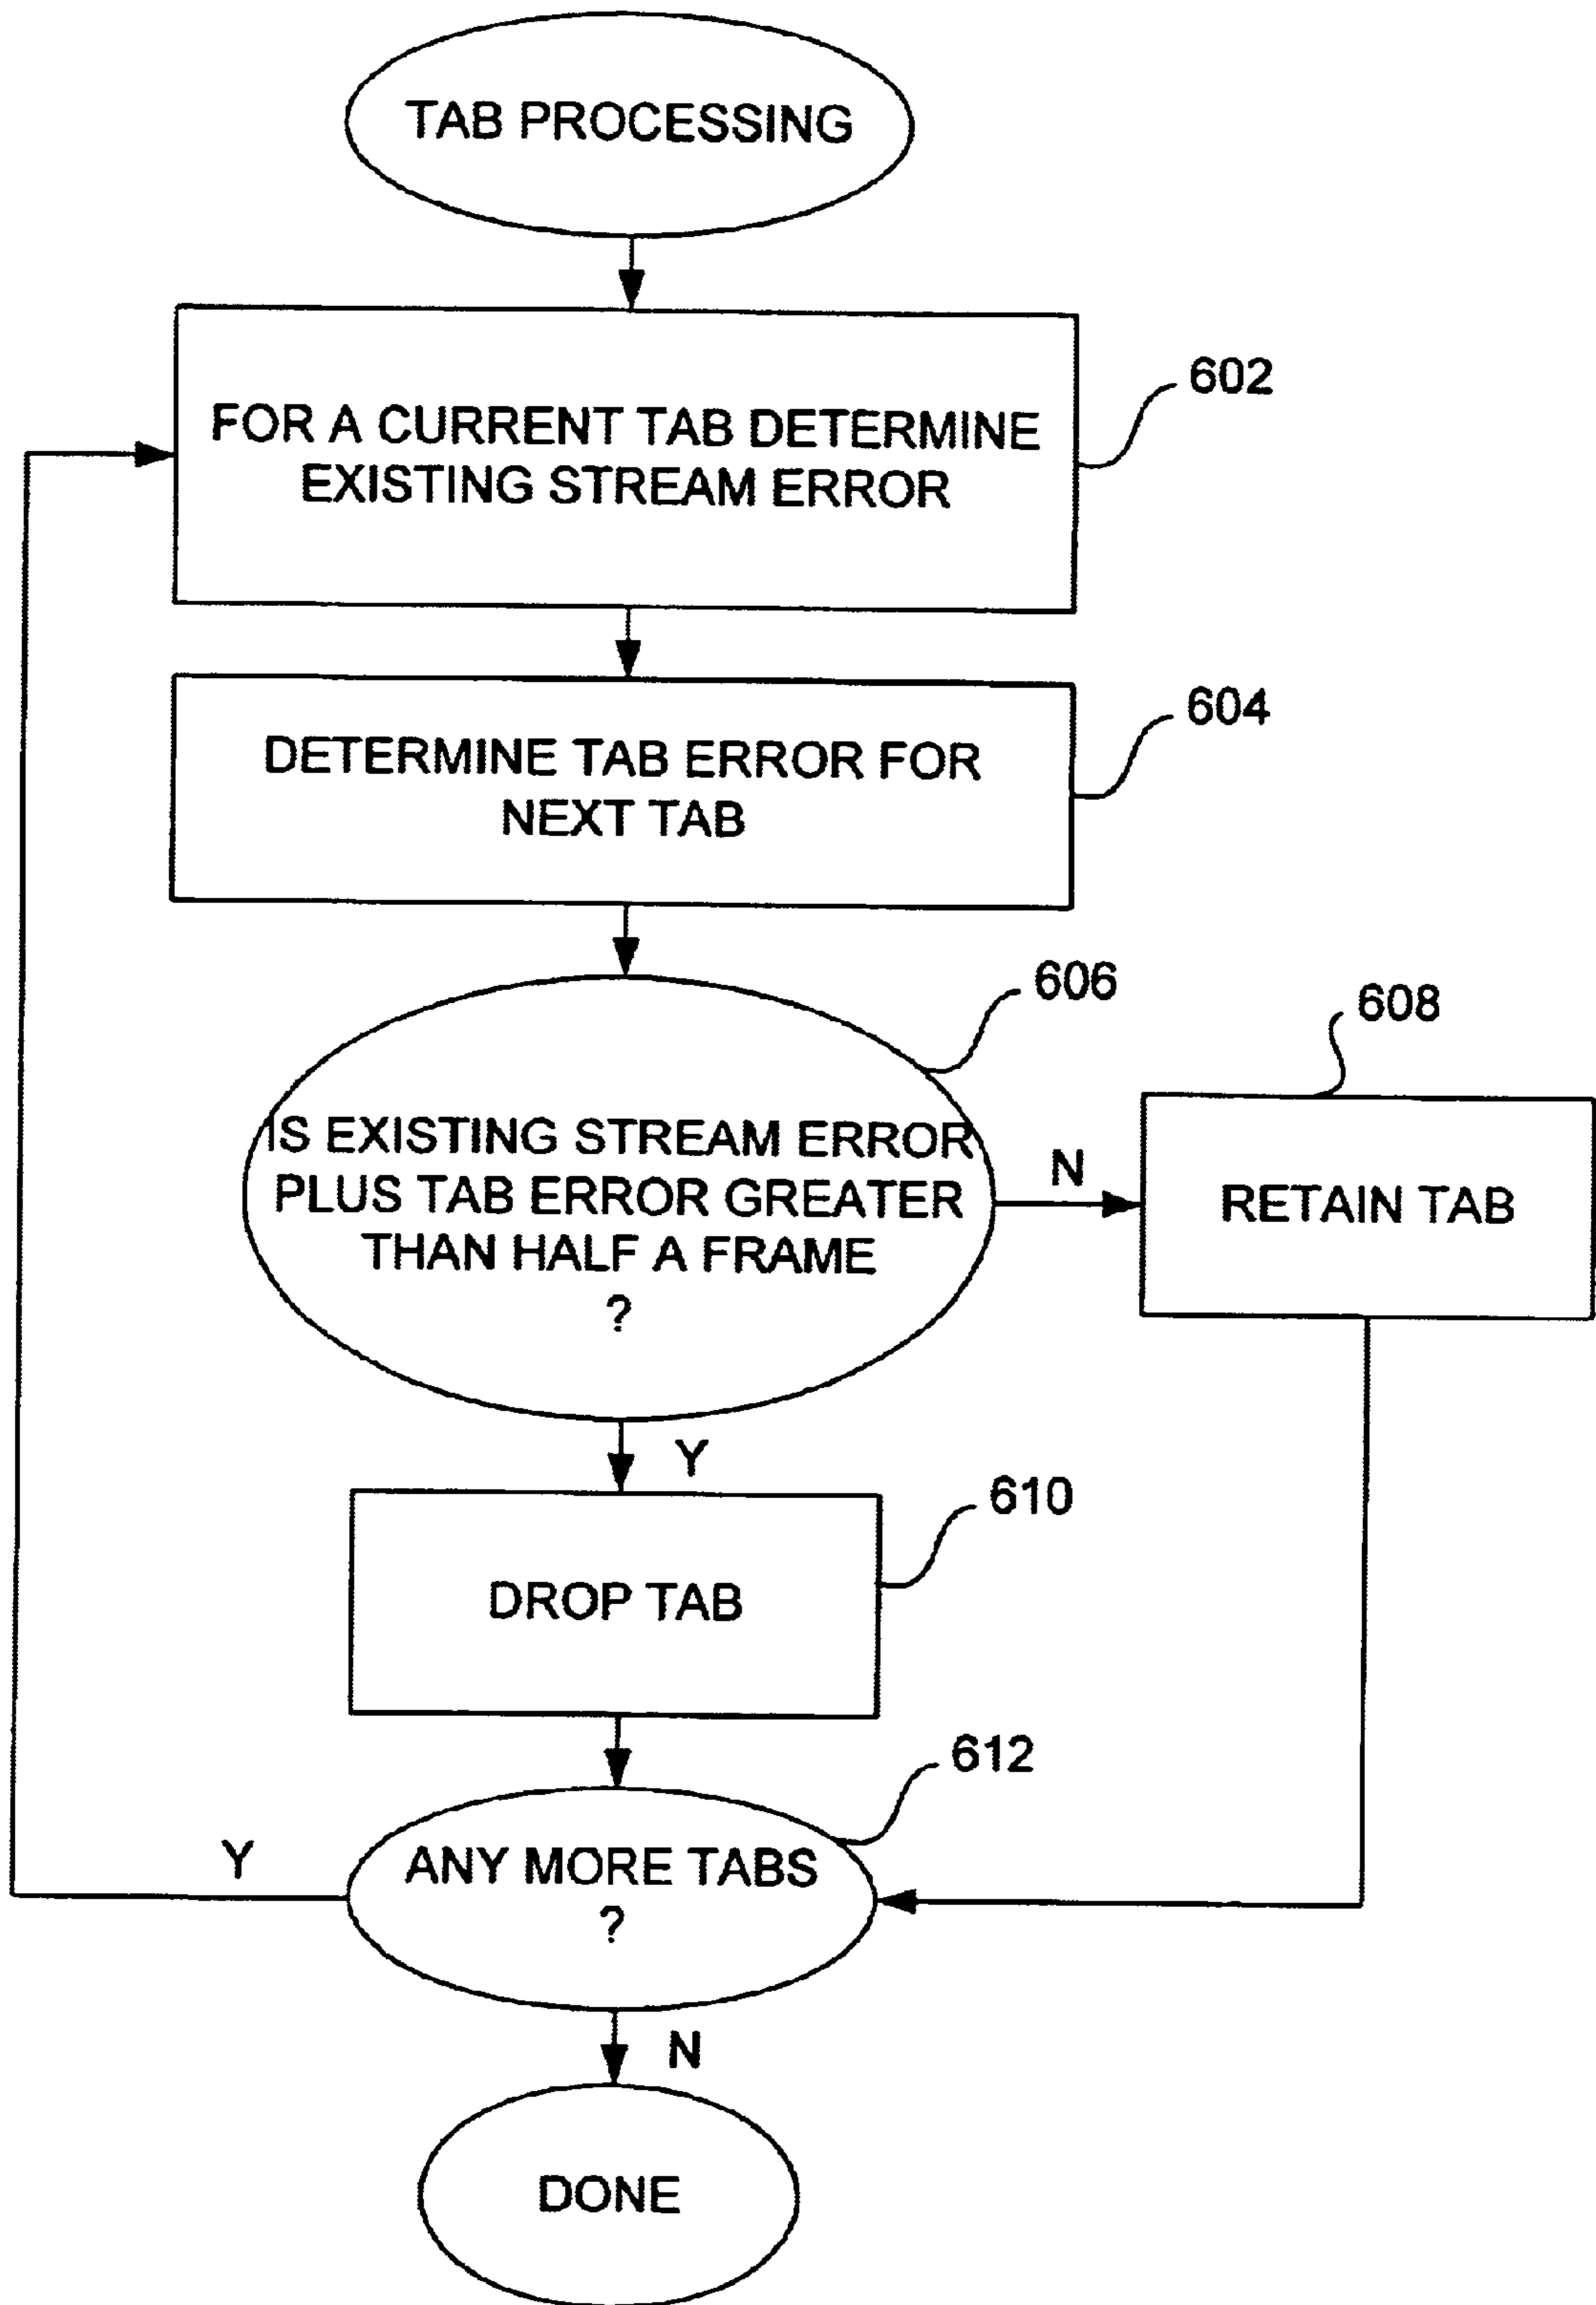 TAB PROCESSING
602
FOR A CURRENT TAB DETERMINE
EXISTING STREAM ERROR
604
DETERMINE TAB ERROR FOR
NEXT TAB
606
608
IS EXISTING STREAM ERROR
PLUS TAB ERROR GREATER
THAN HALF A FRAME
?
N
RETAIN TAB
Y
610
DROP TAB
612
ANY MORE TABS
?
Y
N
DONE